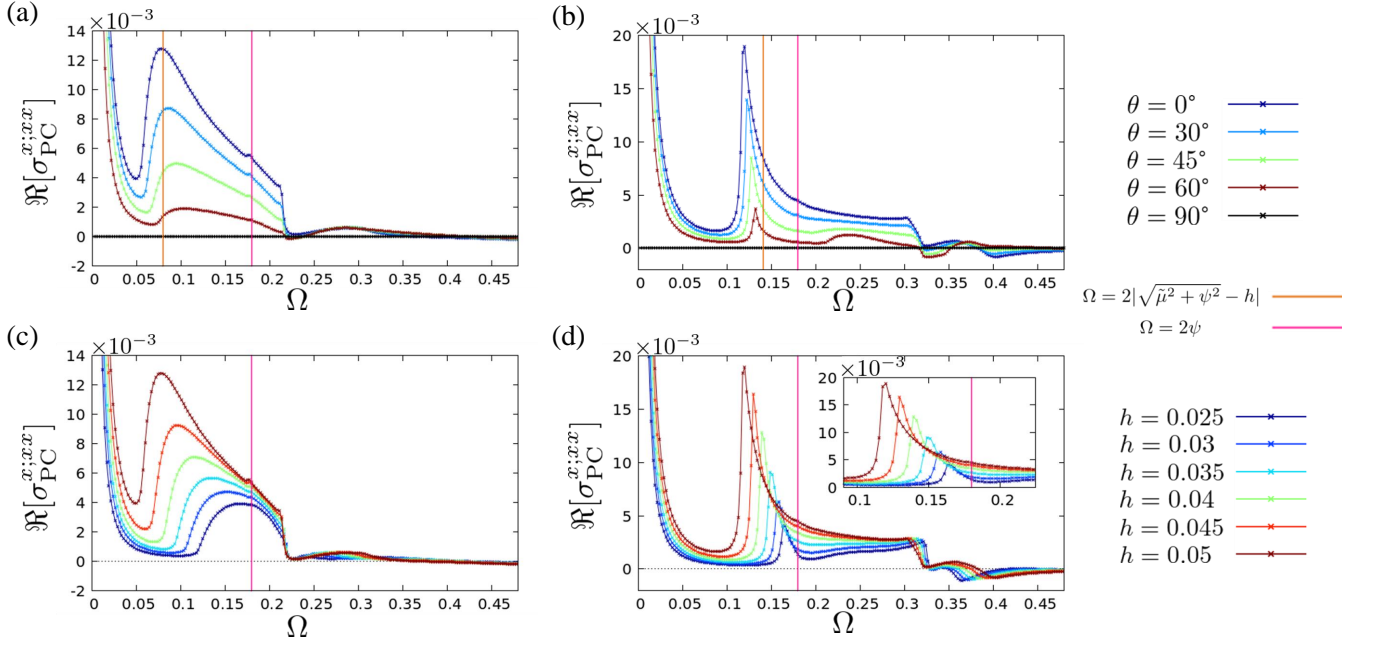 (a)
×10⁻³
ℜ[σ_PC^{x;xx}]
14
12
10
8
6
4
2
0
-2
0 0.05 0.1 0.15 0.2 0.25 0.3 0.35 0.4 0.45
Ω
(b)
×10⁻³
ℜ[σ_PC^{x;xx}]
20
15
10
5
0
0 0.05 0.1 0.15 0.2 0.25 0.3 0.35 0.4 0.45
Ω
θ = 0°
θ = 30°
θ = 45°
θ = 60°
θ = 90°
Ω = 2|√(μ̃² + ψ²) − h|
Ω = 2ψ
(c)
×10⁻³
ℜ[σ_PC^{x;xx}]
14
12
10
8
6
4
2
0
-2
0 0.05 0.1 0.15 0.2 0.25 0.3 0.35 0.4 0.45
Ω
(d)
×10⁻³
ℜ[σ_PC^{x;xx}]
20
15
10
5
0
0 0.05 0.1 0.15 0.2 0.25 0.3 0.35 0.4 0.45
Ω
×10⁻³
20
15
10
5
0
0.1 0.15 0.2
h = 0.025
h = 0.03
h = 0.035
h = 0.04
h = 0.045
h = 0.05